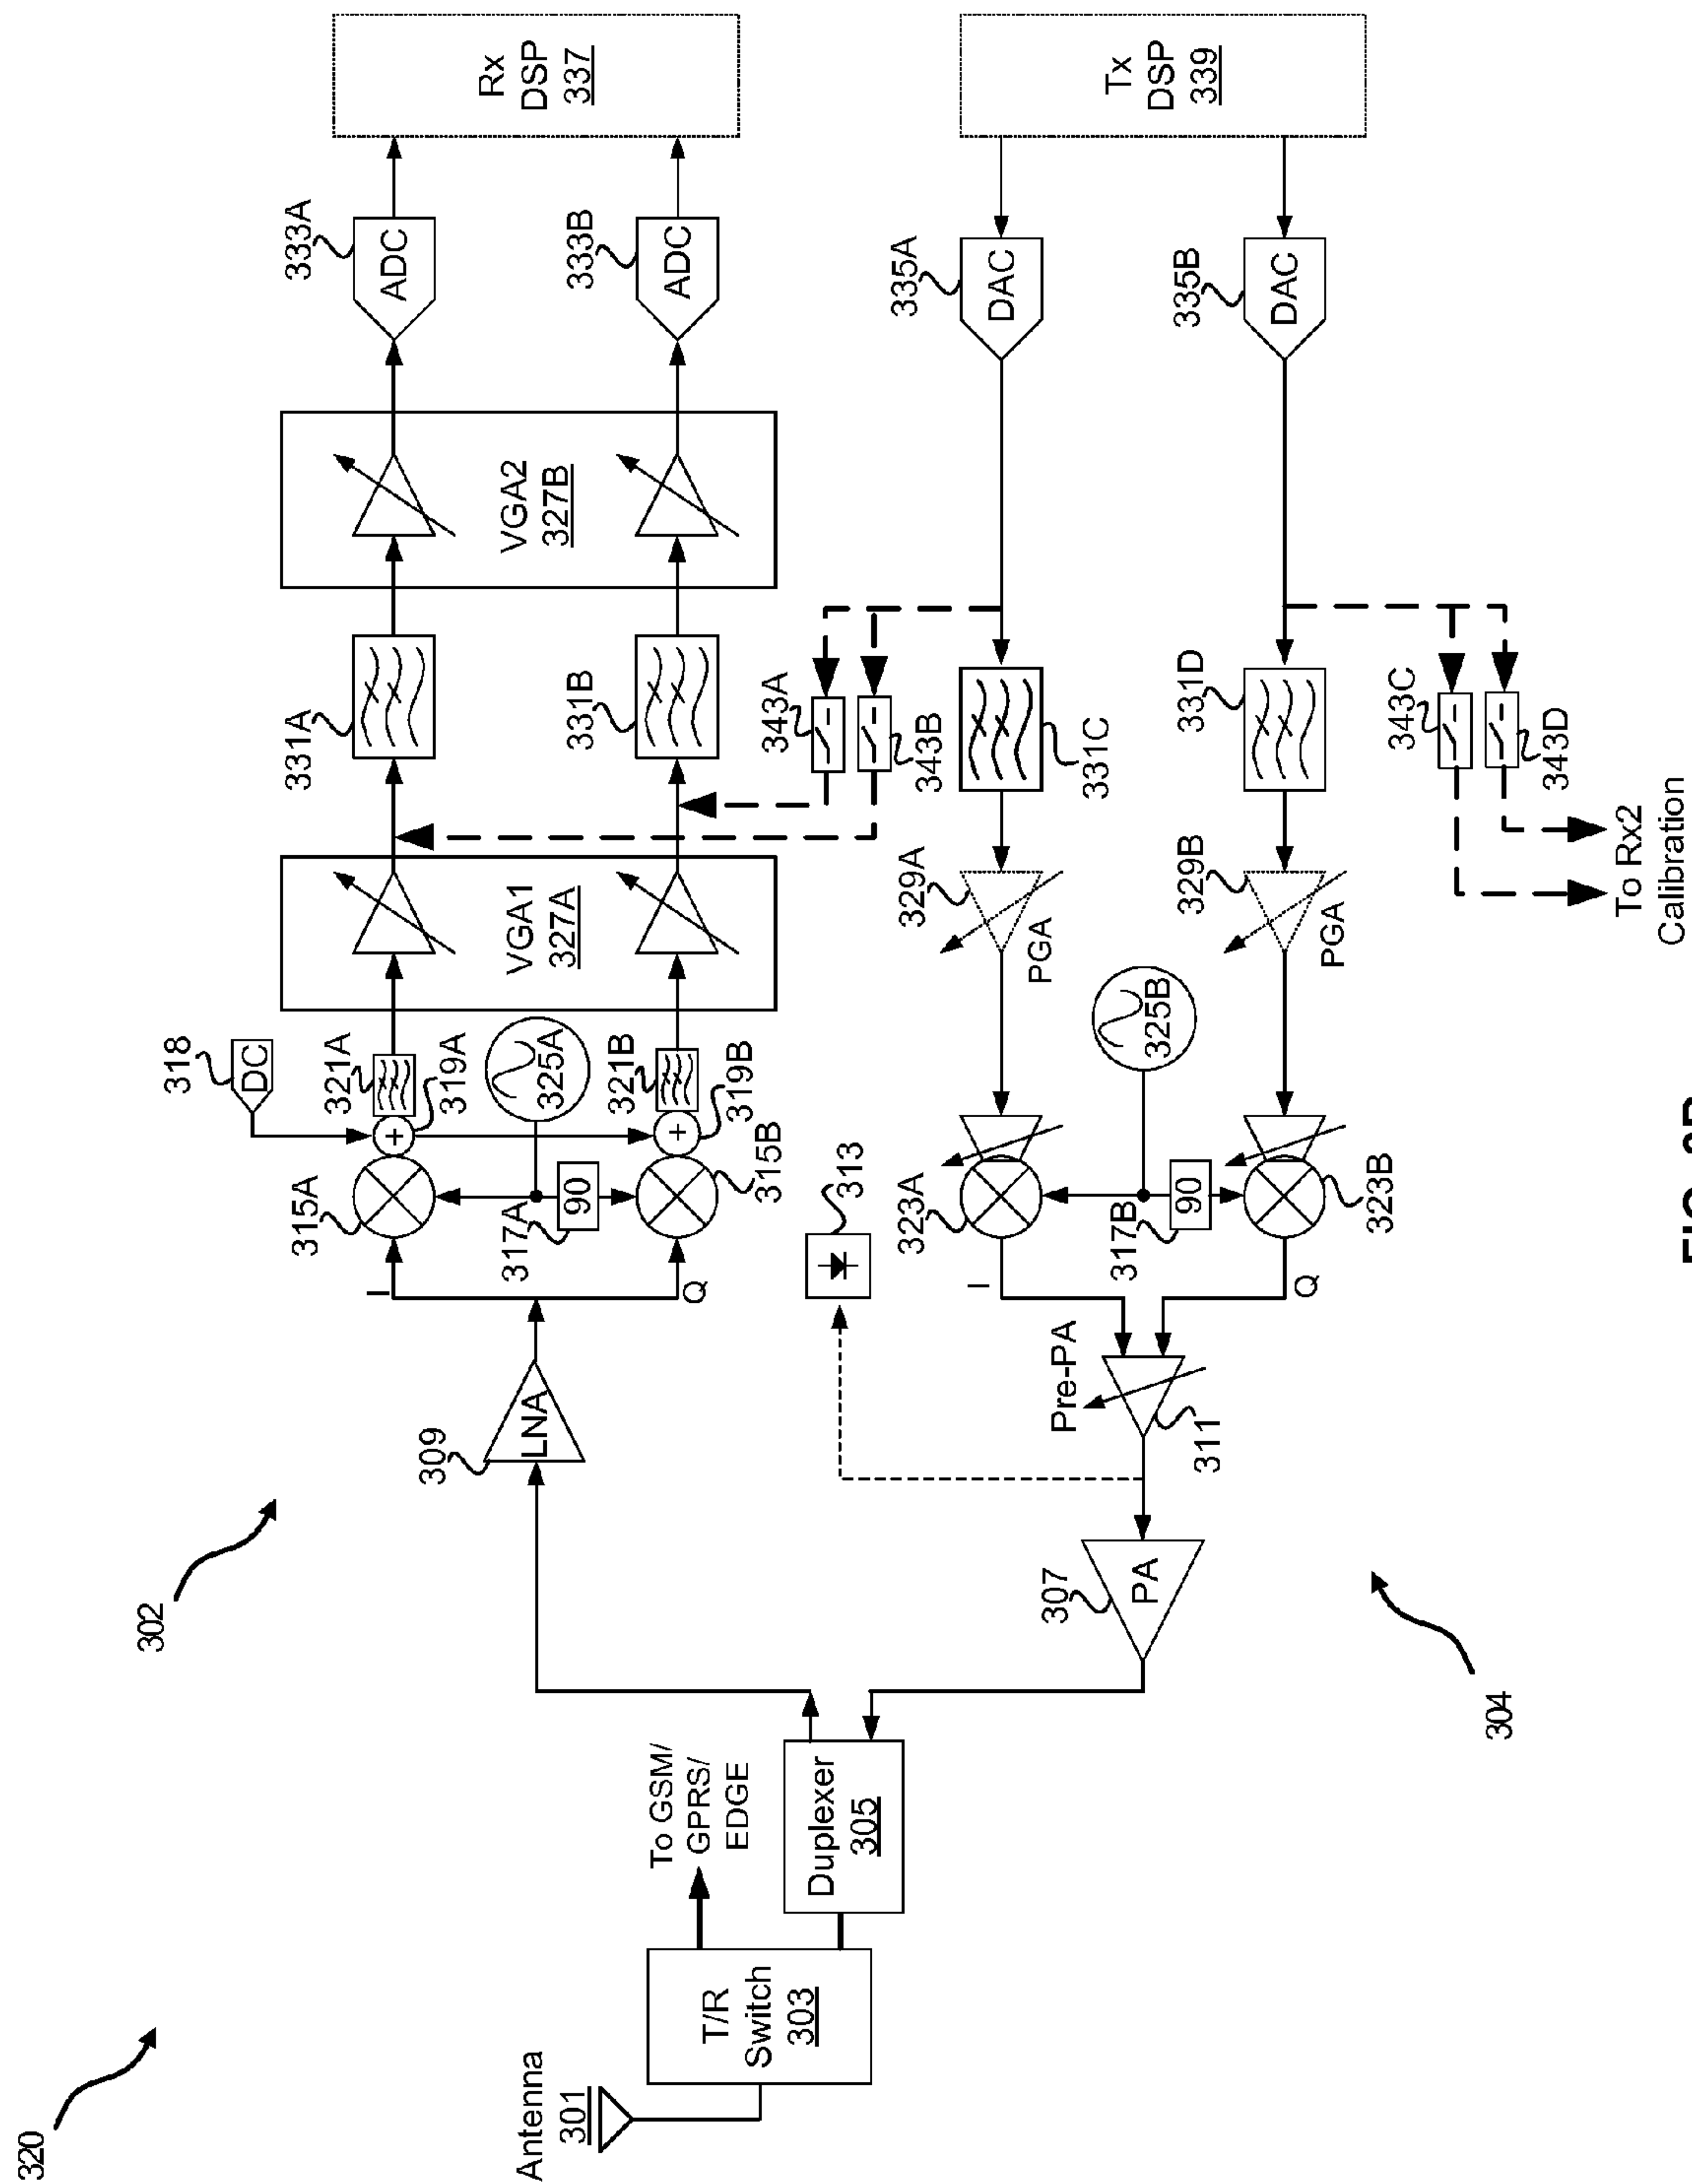 320
302
304
Antenna
301
T/R
Switch
303
To GSM/
GPRS/
EDGE
Duplexer
305
309
LNA
307
PA
Pre-PA
311
313
I
Q
315A
317A
90
315B
318
DC
321A
319A
325A
321B
319B
VGA1
327A
331A
331B
VGA2
327B
333A
ADC
333B
ADC
Rx
DSP
337
I
Q
323A
317B
90
323B
325B
329A
PGA
329B
PGA
343A
343B
331C
331D
343C
343D
To Rx2
Calibration
335A
DAC
335B
DAC
Tx
DSP
339